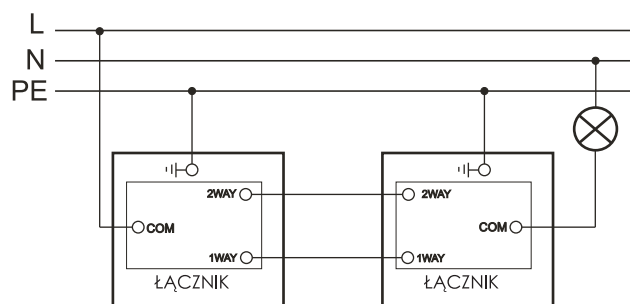 L
N
PE
2WAY 2WAY
COM COM
1WAY 1WAY
ŁĄCZNIK ŁĄCZNIK